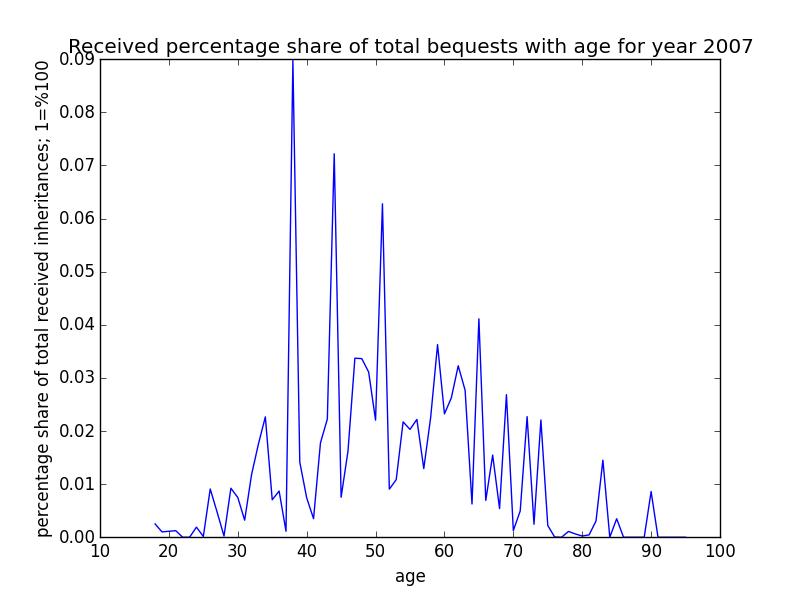 Received percentage share of total bequests with age for year 2007
percentage share of total received inheritances; 1=%100
0.09
0.08
0.07
0.06
0.05
0.04
0.03
0.02
0.01
0.00
10 20 30 40 50 60 70 80 90 100
age